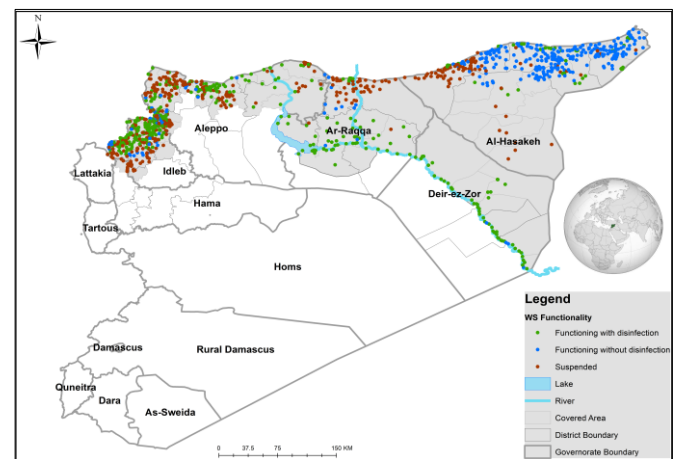 N
Aleppo
Ar-Raqqa
Al-Hasakeh
Lattakia
Idleb
Deir-ez-Zor
Hama
Tartous
Homs
Damascus
Rural Damascus
Quneitra
Dara
As-Sweida
0 37.5 75 150 KM
Legend
WS Functionality
Functioning with disinfection
Functioning without disinfection
Suspended
Lake
River
Covered Area
District Boundary
Governorate Boundary